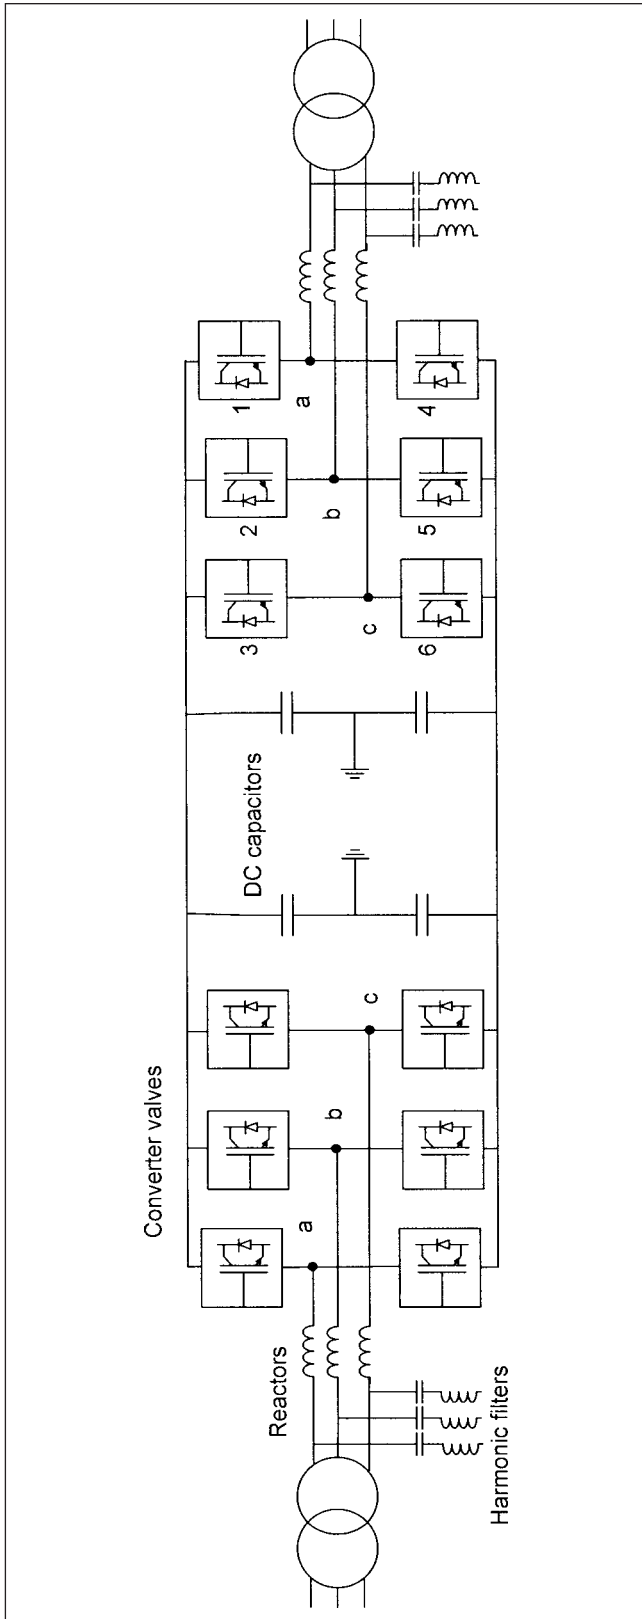 Converter valves
Reactors
Harmonic filters
DC capacitors
a
b
c
3
2
1
c
b
a
6
5
4